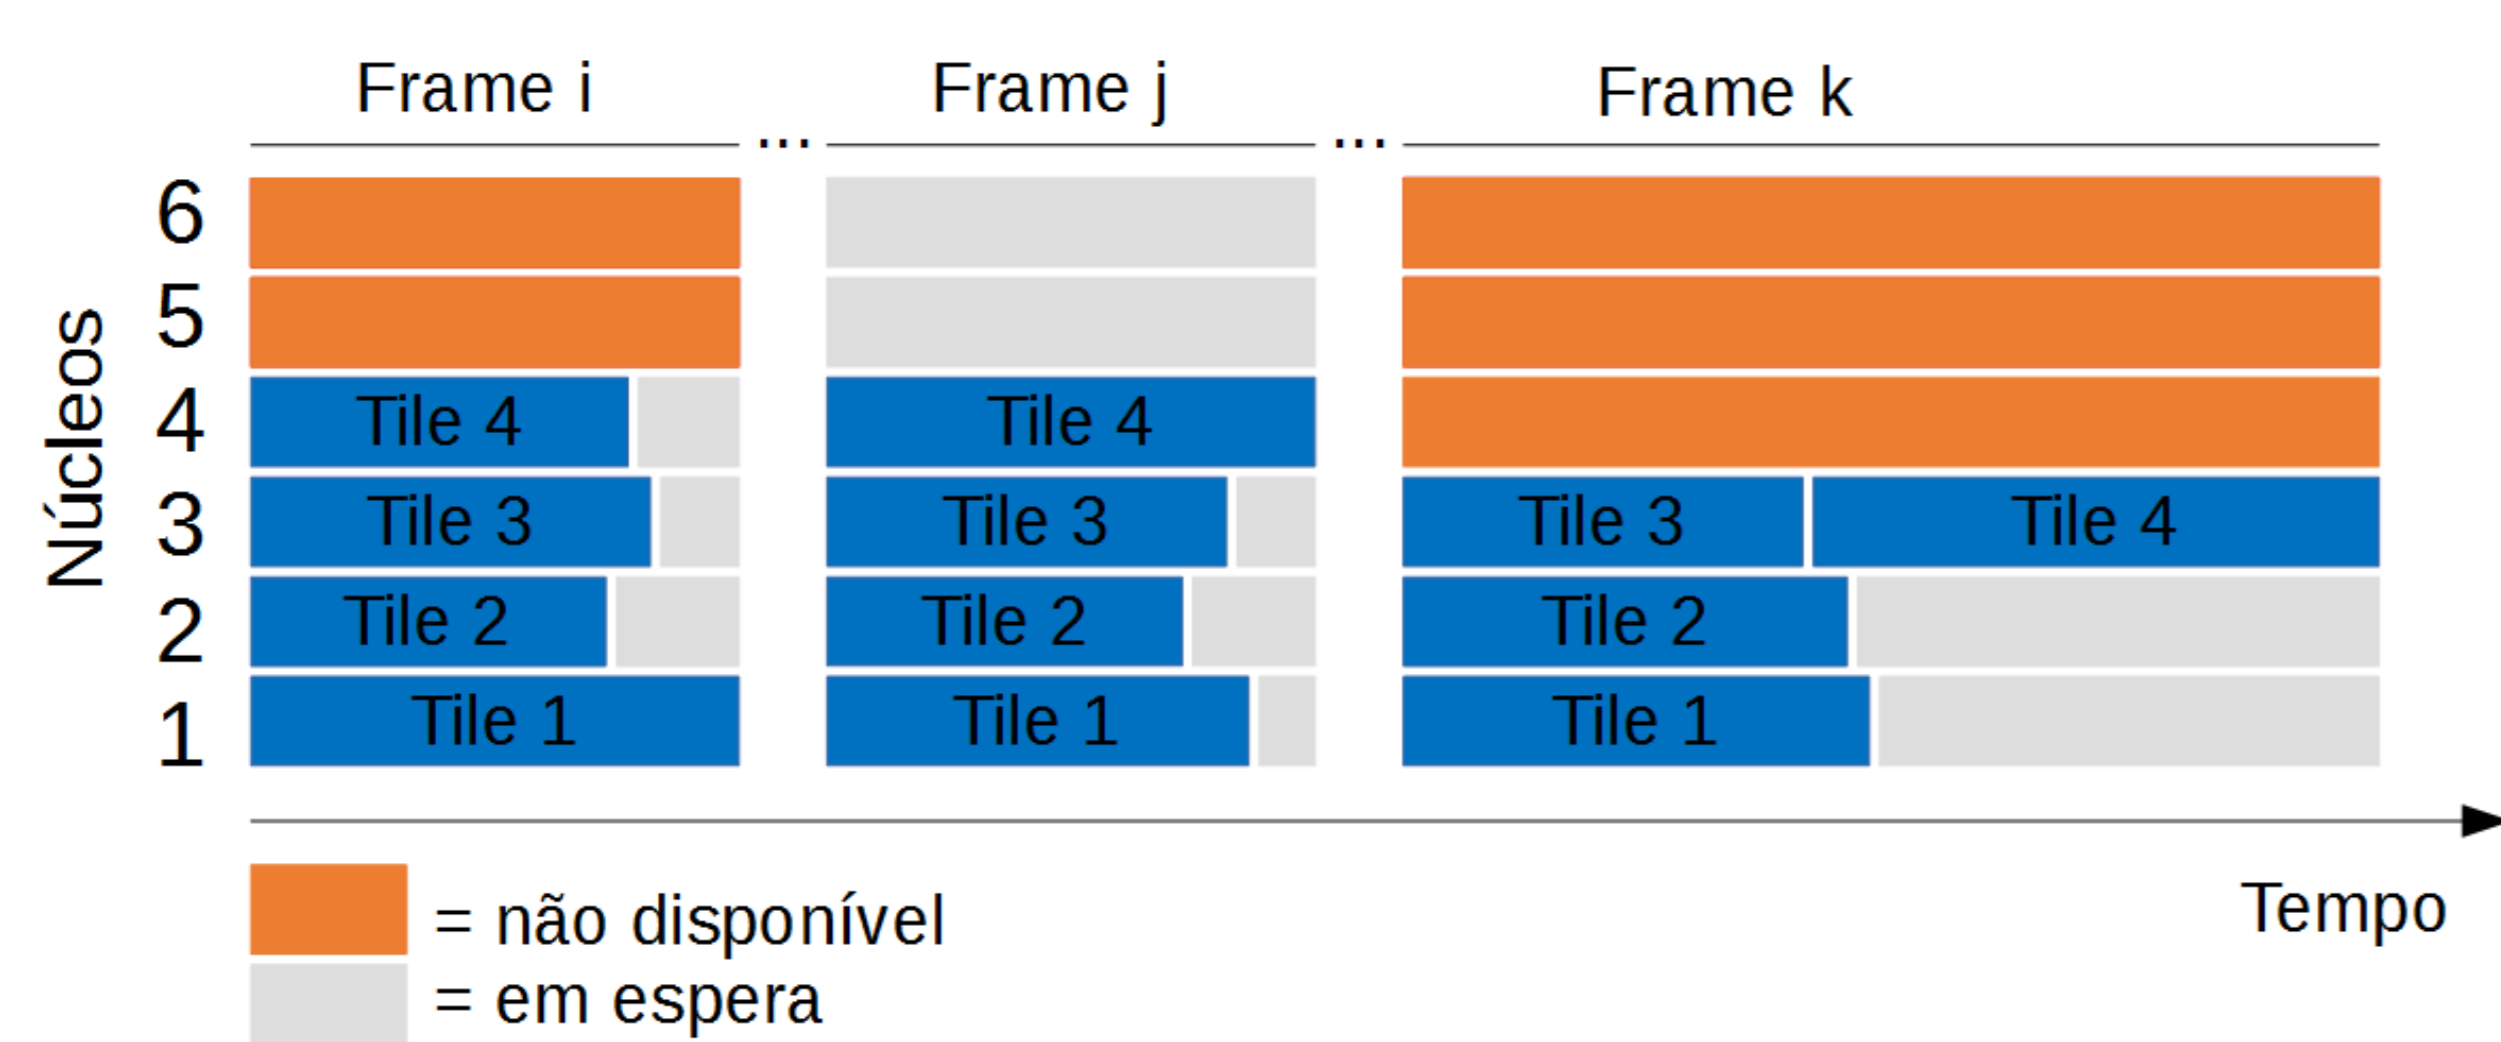 Frame i ... Frame j ... Frame k
Núcleos
6
5
4 Tile 4 Tile 4
3 Tile 3 Tile 3 Tile 3 Tile 4
2 Tile 2 Tile 2 Tile 2
1 Tile 1 Tile 1 Tile 1
Tempo
= não disponível
= em espera